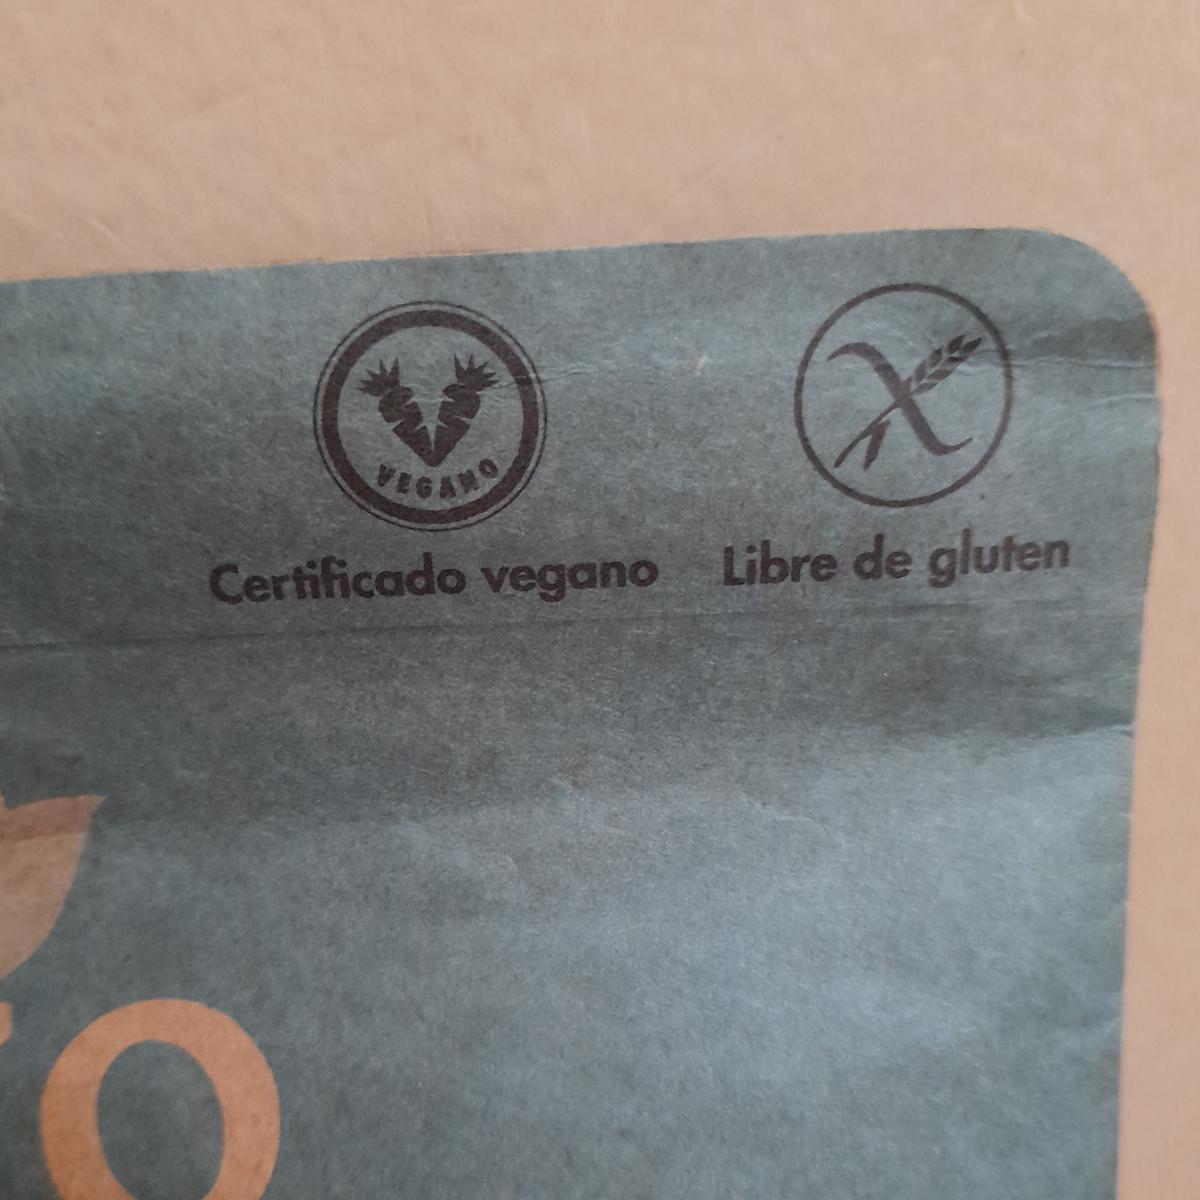 VEGANO
Certificado vegano
Libre de gluten